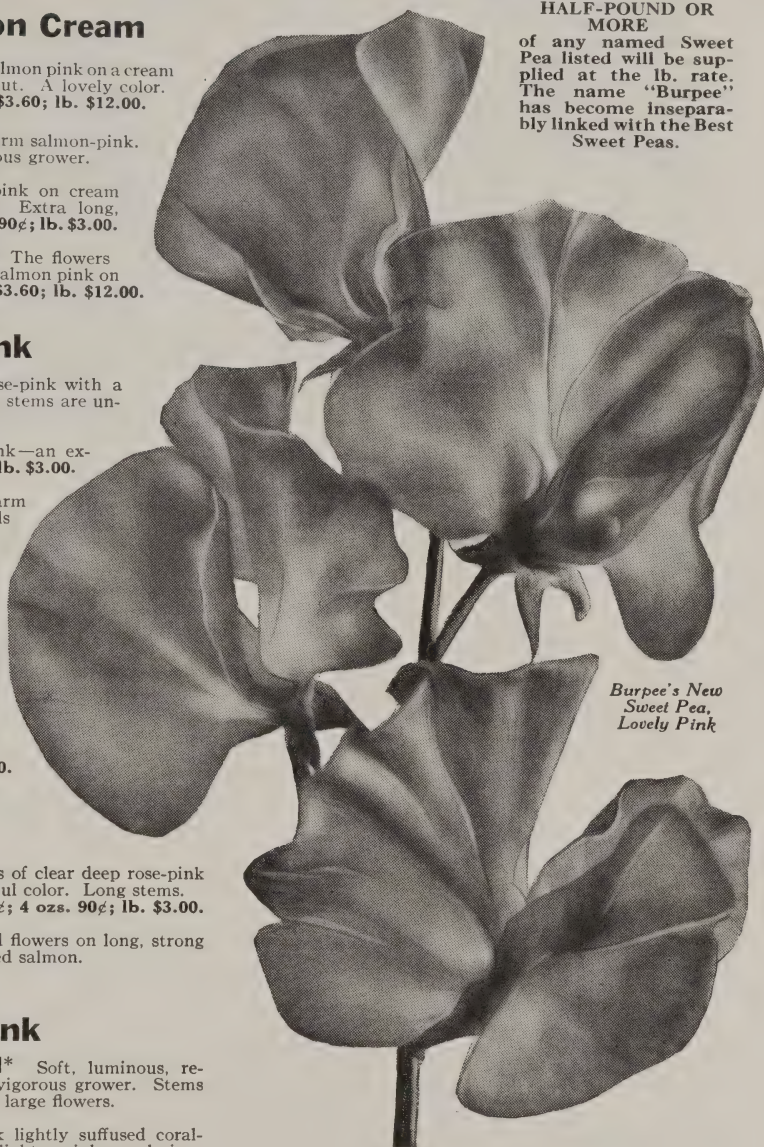 on Cream
lmon pink on a cream
ut. A lovely color.
$3.60; lb. $12.00.
rm salmon-pink.
ous grower.
pink on cream
Extra long,
90¢; lb. $3.00.
The flowers
almon pink on
$3.60; lb. $12.00.
nk
se-pink with a
stems are un-
nk—an ex-
lb. $3.00.
arm
ls
0.
s of clear deep rose-pink
ul color. Long stems.
¢; 4 ozs. 90¢; lb. $3.00.
l flowers on long, strong
ed salmon.
nk
* Soft, luminous, re-
vigorous grower. Stems
large flowers.
k lightly suffused coral-
HALF-POUND OR
MORE
of any named Sweet
Pea listed will be sup-
plied at the lb. rate.
The name "Burpee"
has become insepara-
bly linked with the Best
Sweet Peas.
Burpee's New
Sweet Pea,
Lovely Pink